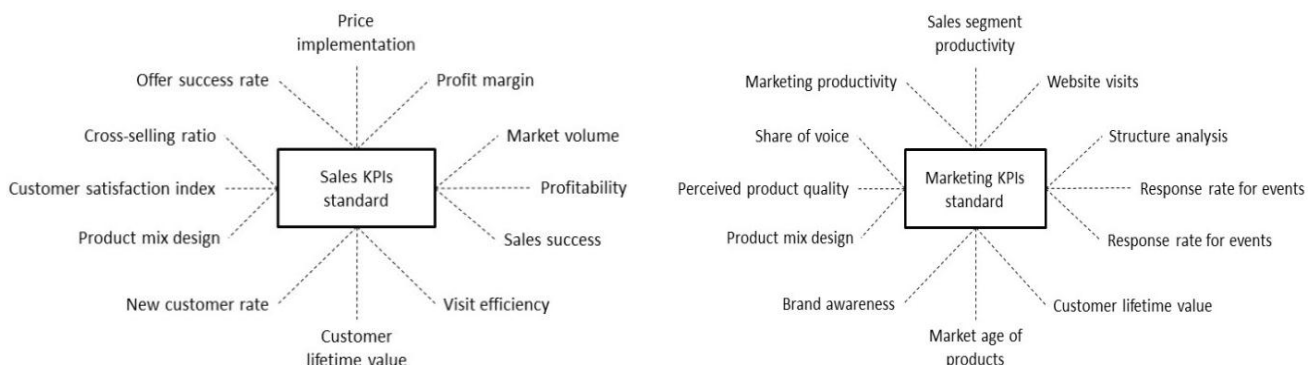 Price
implementation
Offer success rate
Profit margin
Cross-selling ratio
Market volume
Customer satisfaction index
Sales KPIs
standard
Profitability
Product mix design
Sales success
New customer rate
Visit efficiency
Customer
lifetime value
Sales segment
productivity
Marketing productivity
Website visits
Share of voice
Structure analysis
Perceived product quality
Marketing KPIs
standard
Response rate for events
Product mix design
Response rate for events
Brand awareness
Customer lifetime value
Market age of
products